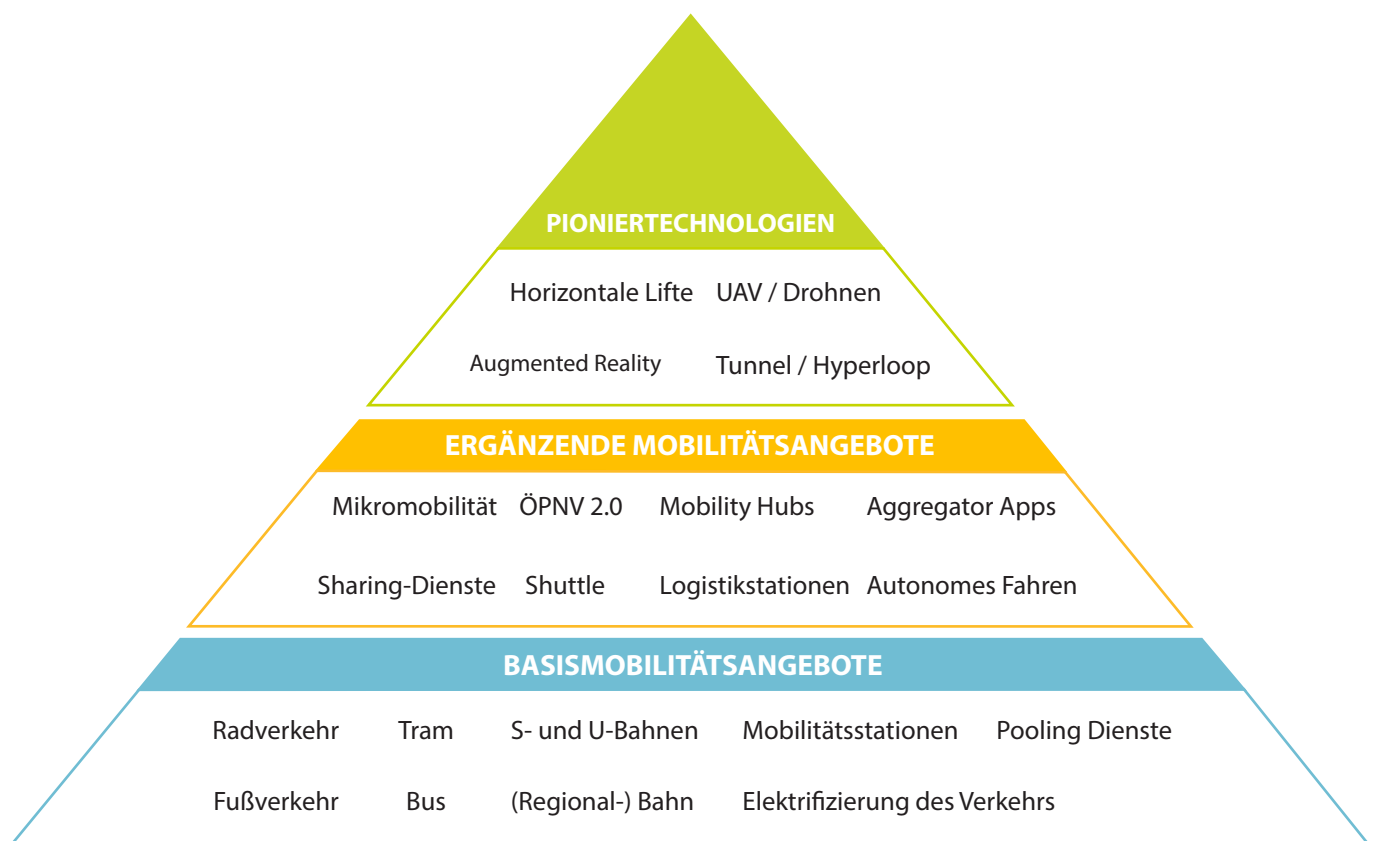 PIONIERTECHNOLOGIEN
Horizontale Lifte UAV / Drohnen
Augmented Reality Tunnel / Hyperloop
ERGÄNZENDE MOBILITÄTSANGEBOTE
Mikromobilität ÖPNV 2.0 Mobility Hubs Aggregator Apps
Sharing-Dienste Shuttle Logistikstationen Autonomes Fahren
BASISMOBILITÄTSANGEBOTE
Radverkehr Tram S- und U-Bahnen Mobilitätsstationen Pooling Dienste
Fußverkehr Bus (Regional-) Bahn Elektrifizierung des Verkehrs